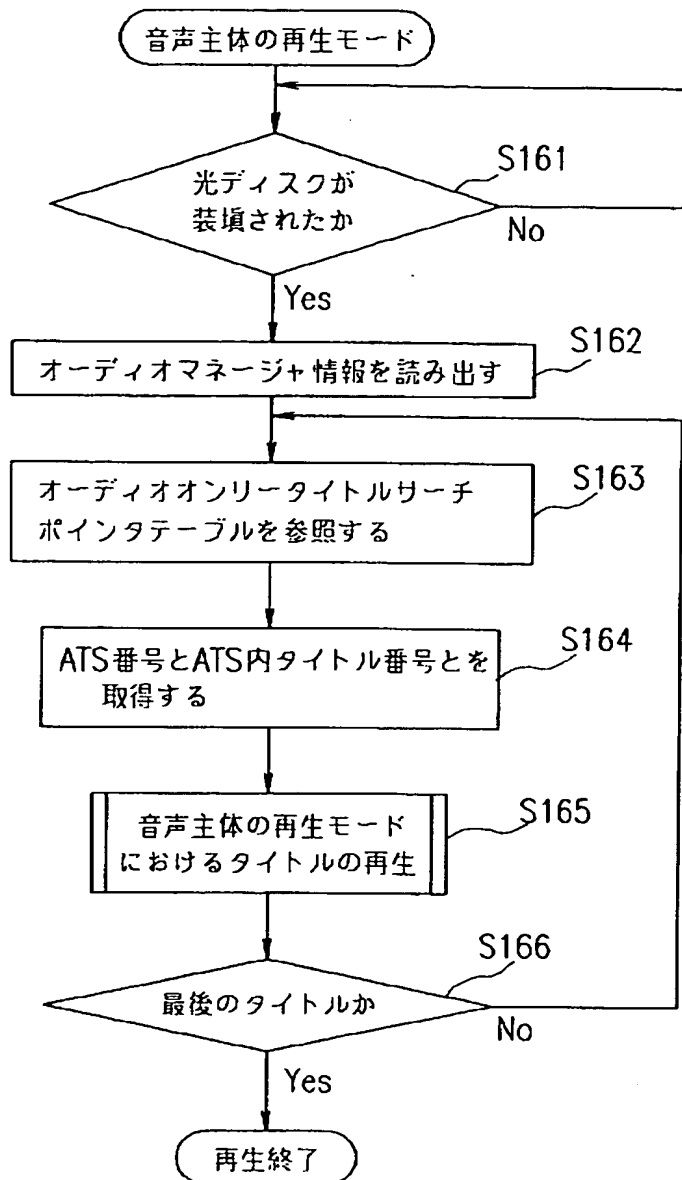 音声主体の再生モード
光ディスクが
装填されたか
S161
No
Yes
オーディオマネージャ情報を読み出す
S162
オーディオオンリータイトルサーチ
ポインタテーブルを参照する
S163
ATS番号とATS内タイトル番号とを
取得する
S164
音声主体の再生モード
におけるタイトルの再生
S165
最後のタイトルか
S166
No
Yes
再生終了